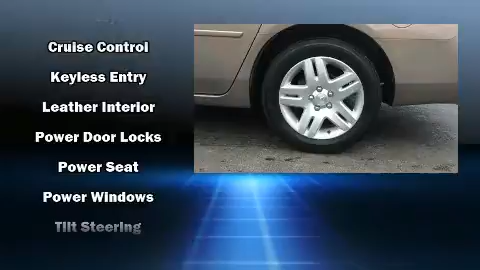 Cruise Control
Keyless Entry
Leather Interior
Power Door Locks
Power Seat
Power Windows
Tilt Steering